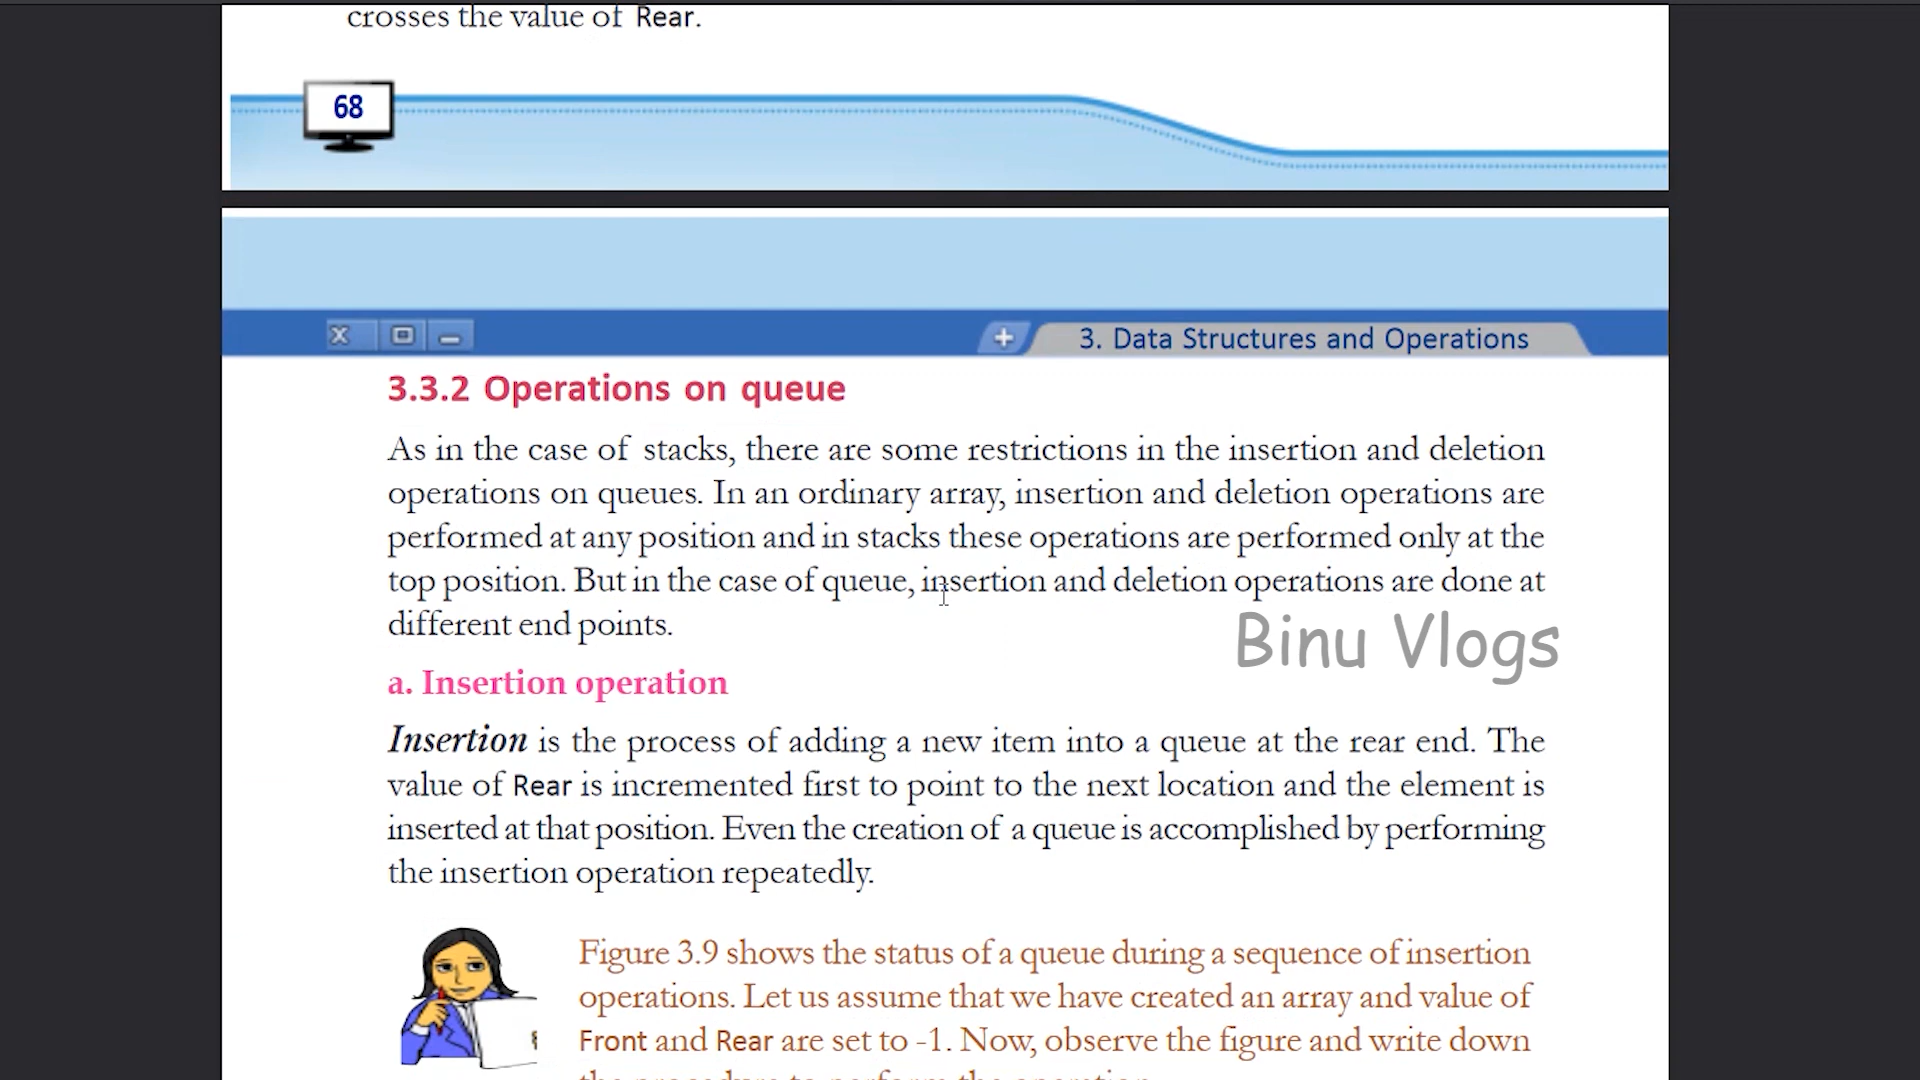 crosses the value of Rear.
68
3. Data Structures and Operations
3.3.2 Operations on queue
As in the case of stacks, there are some restrictions in the insertion and deletion
operations on queues. In an ordinary array, insertion and deletion operations are
performed at any position and in stacks these operations are performed only at the
top position. But in the case of queue, insertion and deletion operations are done at
different end points.
Binu Vlogs
a. Insertion operation
Insertion is the process of adding a new item into a queue at the rear end. The
value of Rear is incremented first to point to the next location and the element is
inserted at that position. Even the creation of a queue is accomplished by performing
the insertion operation repeatedly.
Figure 3.9 shows the status of a queue during a sequence of insertion
operations. Let us assume that we have created an array and value of
Front and Rear are set to -1. Now, observe the figure and write down
the procedure to perform the operation.